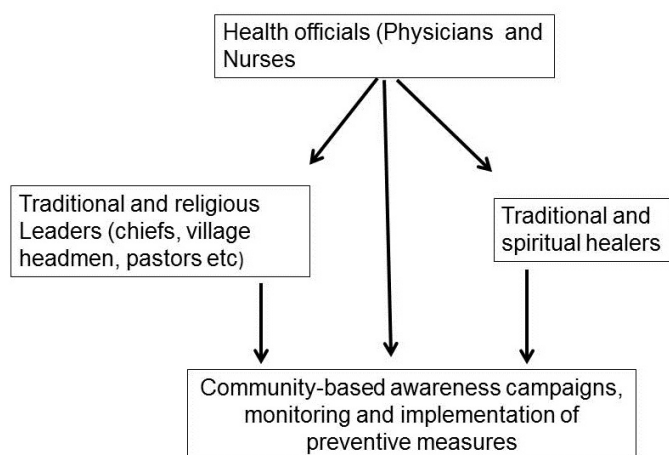 Health officials (Physicians and
Nurses
Traditional and religious
Leaders (chiefs, village
headmen, pastors etc)
Traditional and
spiritual healers
Community-based awareness campaigns,
monitoring and implementation of
preventive measures